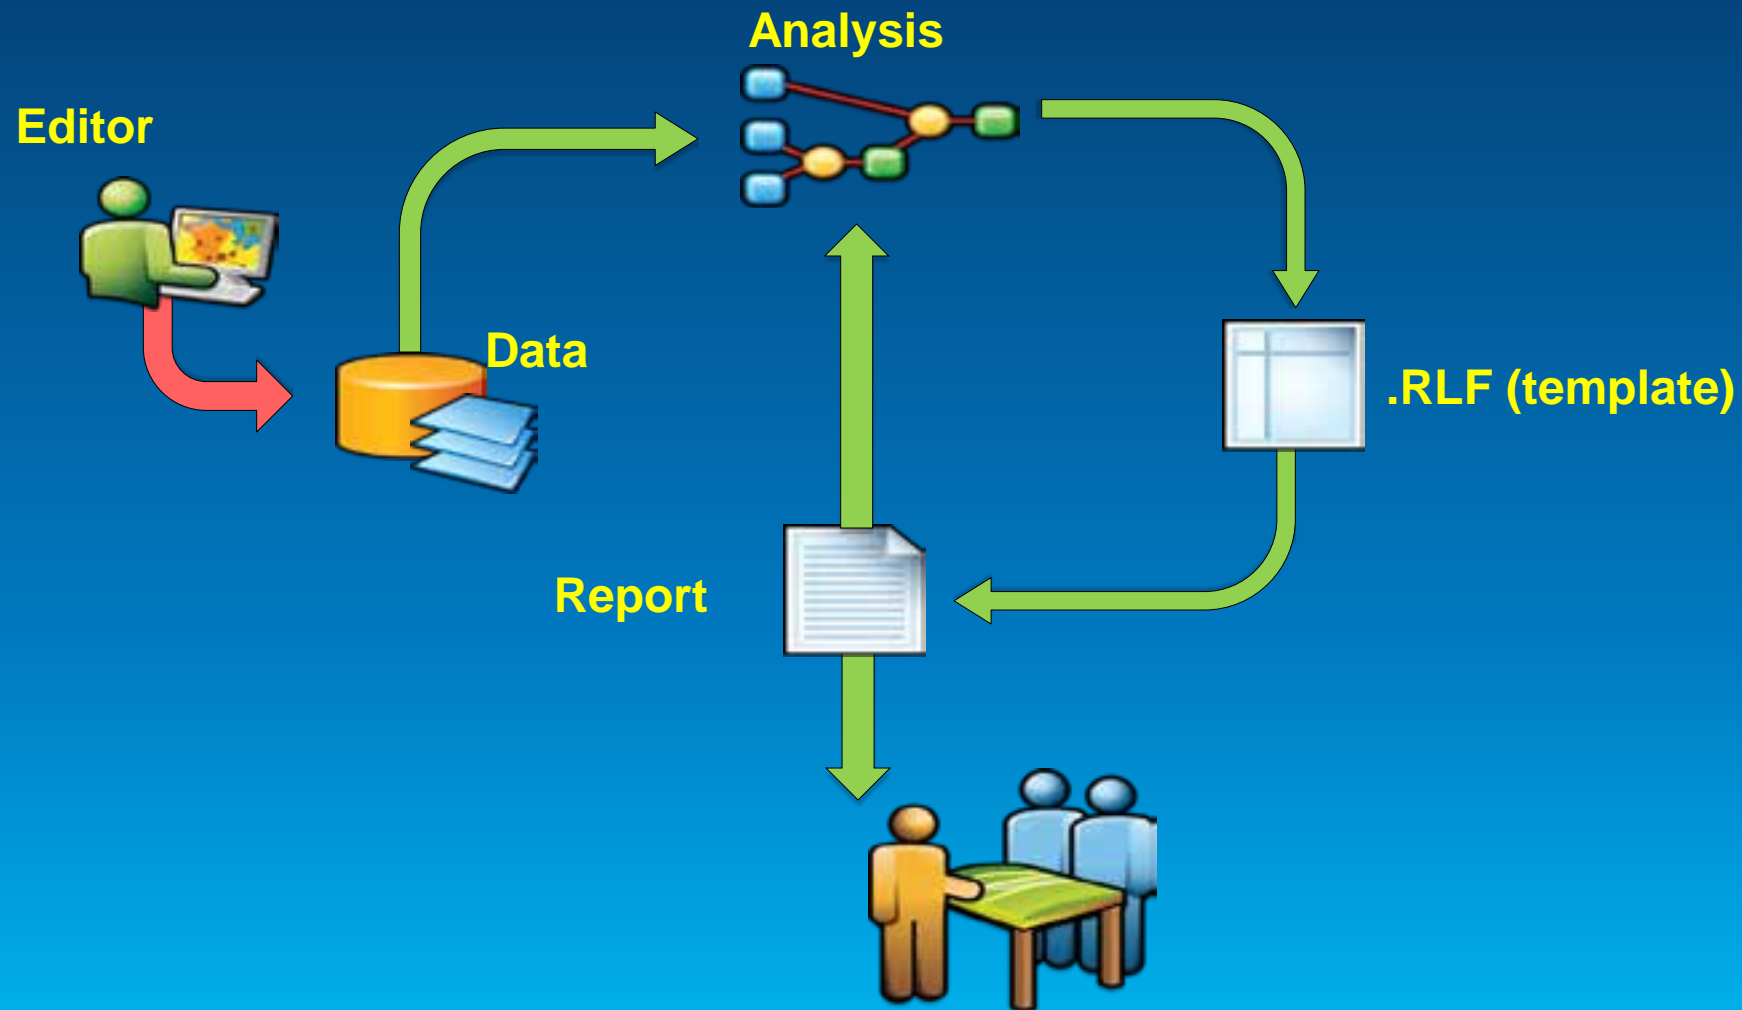 Analysis
Editor
Data
.RLF (template)
Report